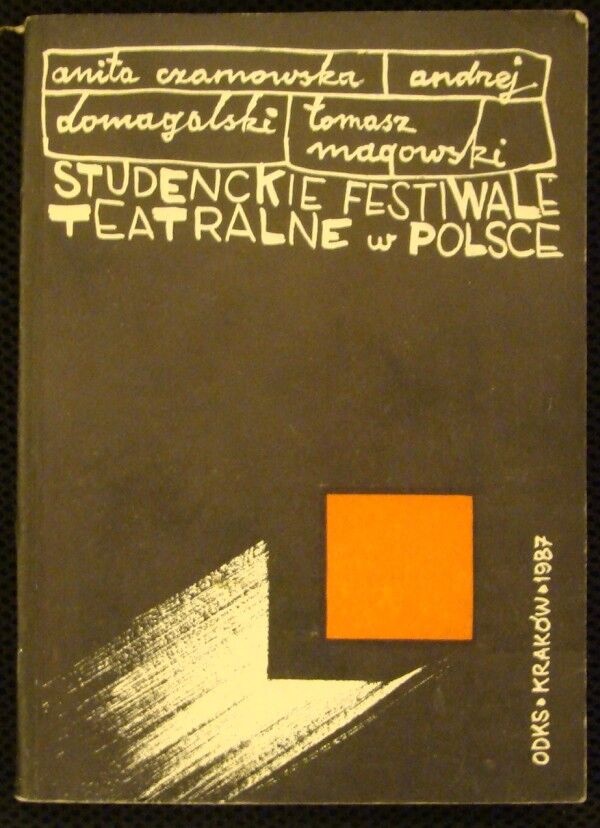 anita czarnowska andrzej
domagalski tomasz
magowski
STUDENCKIE FESTIWALE
TEATRALNE w POLSCE
ODKS • KRAKÓW • 1987